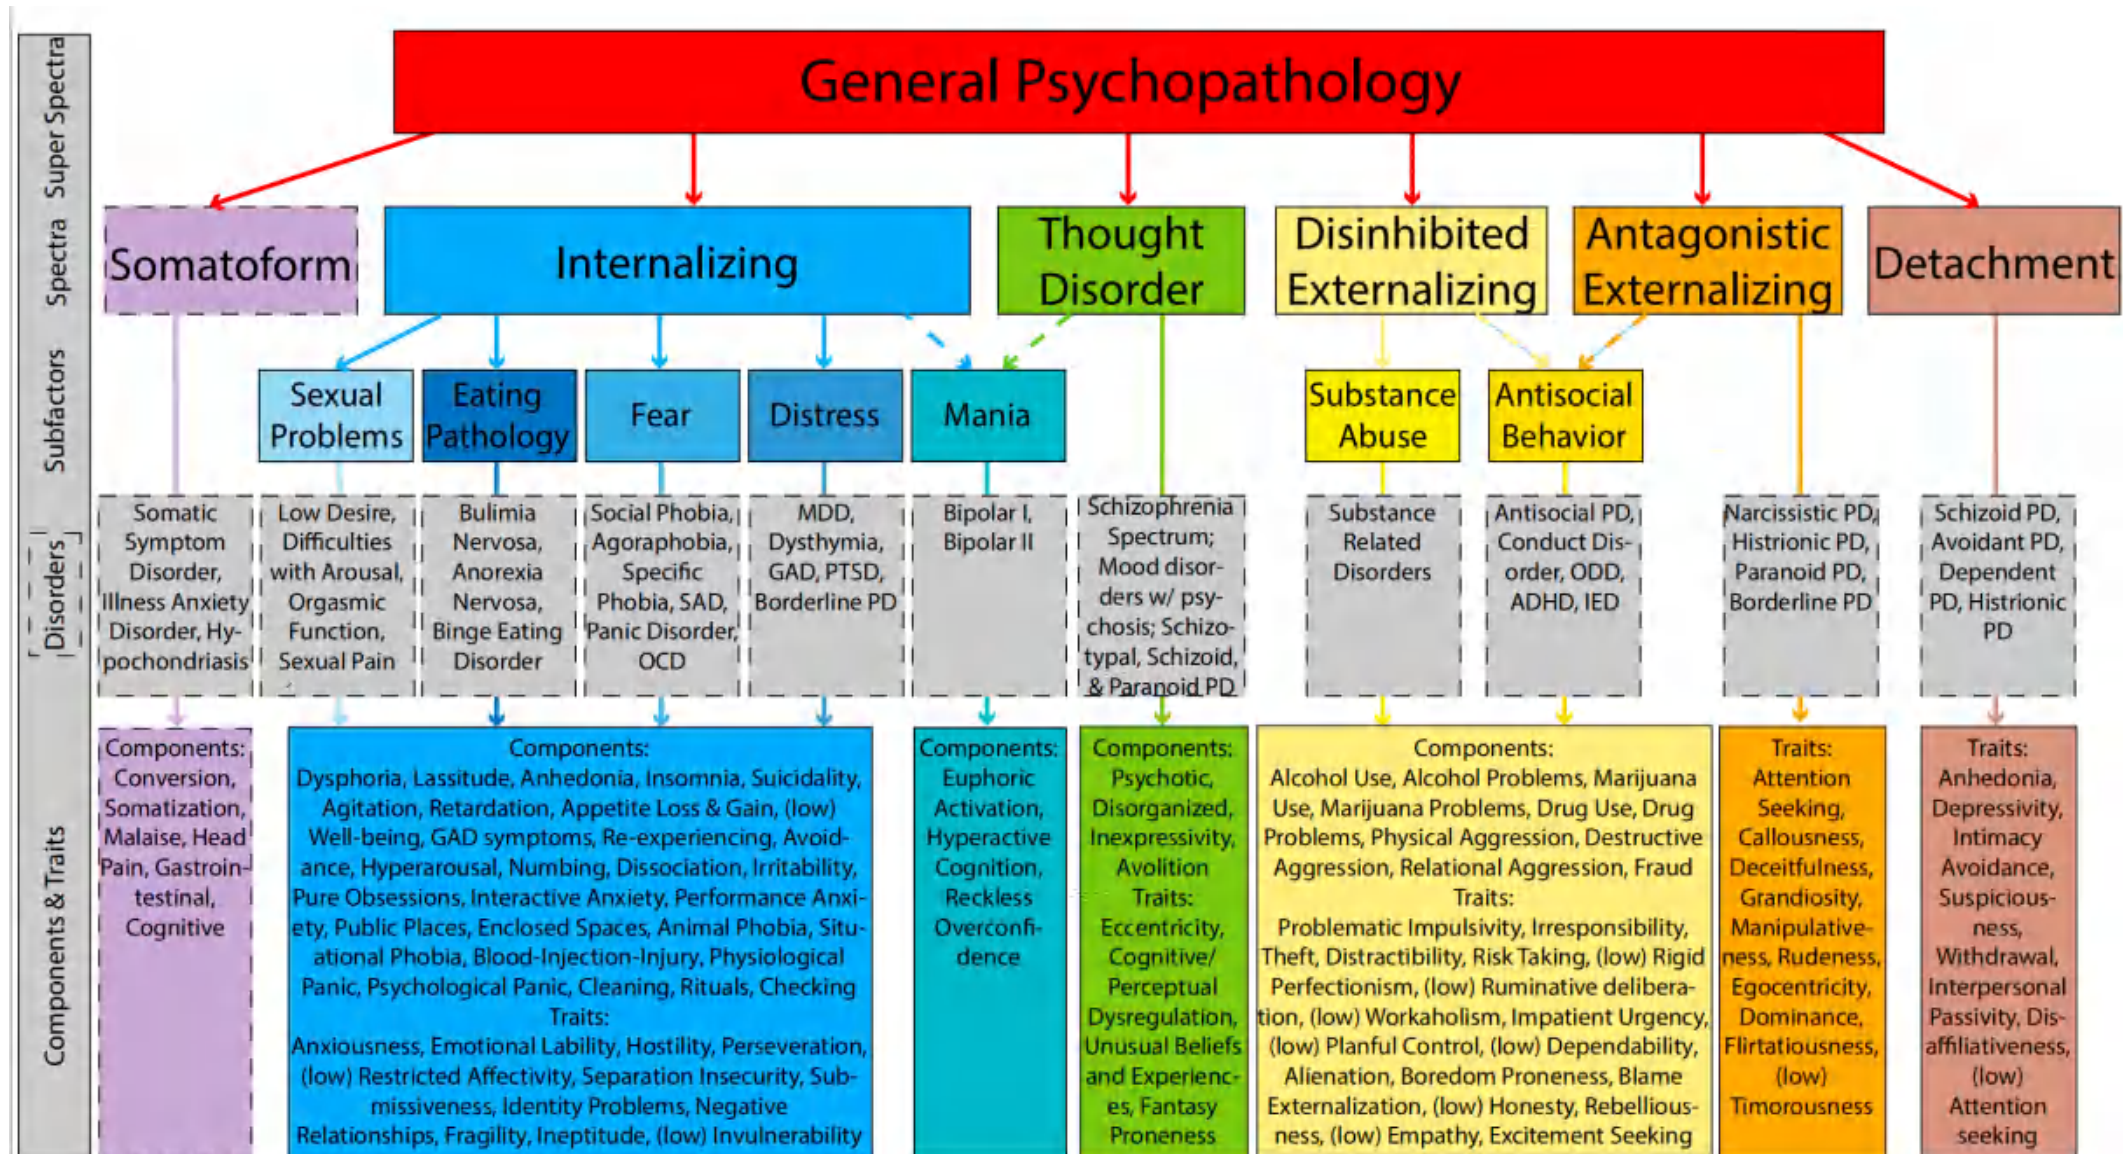 Super Spectra
General Psychopathology
Spectra
Somatoform
Internalizing
Thought
Disorder
Disinhibited
Externalizing
Antagonistic
Externalizing
Detachment
Subfactors
Sexual
Problems
Eating
Pathology
Fear
Distress
Mania
Substance
Abuse
Antisocial
Behavior
Disorders
Somatic
Symptom
Disorder,
Illness Anxiety
Disorder, Hy-
pochondriasis
Low Desire,
Difficulties
with Arousal,
Orgasmic
Function,
Sexual Pain
Bulimia
Nervosa,
Anorexia
Nervosa,
Binge Eating
Disorder
Social Phobia,
Agoraphobia,
Specific
Phobia, SAD,
Panic Disorder,
OCD
MDD,
Dysthymia,
GAD, PTSD,
Borderline PD
Bipolar I,
Bipolar II
Schizophrenia
Spectrum;
Mood disor-
ders w/ psy-
chosis; Schizo-
typal, Schizoid,
& Paranoid PD
Substance
Related
Disorders
Antisocial PD,
Conduct Dis-
order, ODD,
ADHD, IED
Narcissistic PD,
Histrionic PD,
Paranoid PD,
Borderline PD
Schizoid PD,
Avoidant PD,
Dependent
PD, Histrionic
PD
Components & Traits
Components:
Conversion,
Somatization,
Malaise, Head
Pain, Gastroin-
testinal,
Cognitive
Components:
Dysphoria, Lassitude, Anhedonia, Insomnia, Suicidality,
Agitation, Retardation, Appetite Loss & Gain, (low)
Well-being, GAD symptoms, Re-experiencing, Avoid-
ance, Hyperarousal, Numbing, Dissociation, Irritability,
Pure Obsessions, Interactive Anxiety, Performance Anxi-
ety, Public Places, Enclosed Spaces, Animal Phobia, Situ-
ational Phobia, Blood-Injection-Injury, Physiological
Panic, Psychological Panic, Cleaning, Rituals, Checking
Traits:
Anxiousness, Emotional Lability, Hostility, Perseveration,
(low) Restricted Affectivity, Separation Insecurity, Sub-
missiveness, Identity Problems, Negative
Relationships, Fragility, Ineptitude, (low) Invulnerability
Components:
Euphoric
Activation,
Hyperactive
Cognition,
Reckless
Overconfi-
dence
Components:
Psychotic,
Disorganized,
Inexpressivity,
Avolition
Traits:
Eccentricity,
Cognitive/
Perceptual
Dysregulation,
Unusual Beliefs
and Experienc-
es, Fantasy
Proneness
Components:
Alcohol Use, Alcohol Problems, Marijuana
Use, Marijuana Problems, Drug Use, Drug
Problems, Physical Aggression, Destructive
Aggression, Relational Aggression, Fraud
Traits:
Problematic Impulsivity, Irresponsibility,
Theft, Distractibility, Risk Taking, (low) Rigid
Perfectionism, (low) Ruminative delibera-
tion, (low) Workaholism, Impatient Urgency,
(low) Planful Control, (low) Dependability,
Alienation, Boredom Proneness, Blame
Externalization, (low) Honesty, Rebellious-
ness, (low) Empathy, Excitement Seeking
Traits:
Attention
Seeking,
Callousness,
Deceitfulness,
Grandiosity,
Manipulative-
ness, Rudeness,
Egocentricity,
Dominance,
Flirtatiousness,
(low)
Timorousness
Traits:
Anhedonia,
Depressivity,
Intimacy
Avoidance,
Suspicious-
ness,
Withdrawal,
Interpersonal
Passivity, Dis-
affiliativeness,
(low)
Attention
seeking